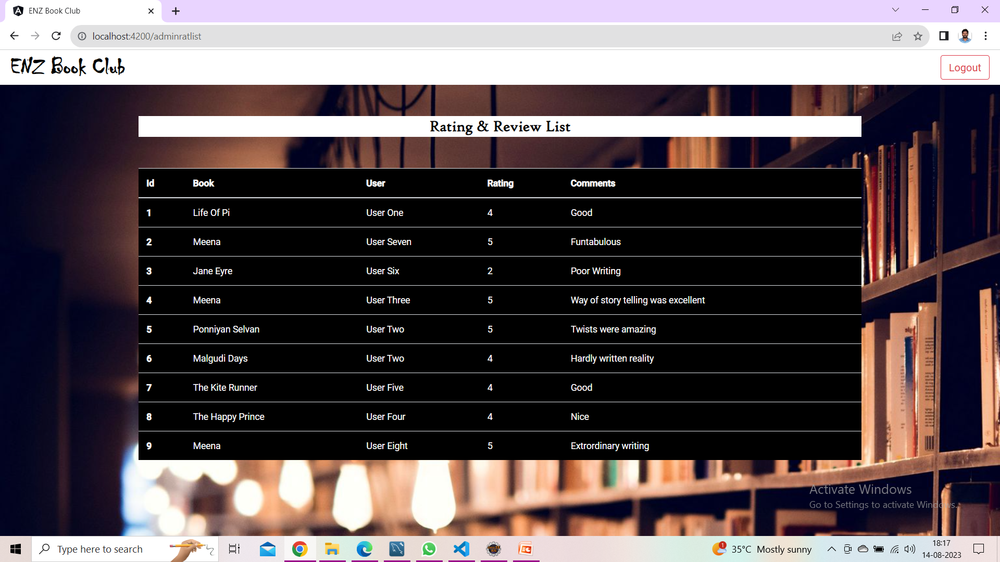 ENZ Book Club
localhost:4200/adminratlist
ENZ Book Club
Logout
Rating & Review List
Id Book User Rating Comments
1 Life Of Pi User One 4 Good
2 Meena User Seven 5 Funtabulous
3 Jane Eyre User Six 2 Poor Writing
4 Meena User Three 5 Way of story telling was excellent
5 Ponniyan Selvan User Two 5 Twists were amazing
6 Malgudi Days User Two 4 Hardly written reality
7 The Kite Runner User Five 4 Good
8 The Happy Prince User Four 4 Nice
9 Meena User Eight 5 Extrordinary writing
Activate Windows
Go to Settings to activate Windows.
Type here to search
1
35°C Mostly sunny
18:17
14-08-2023